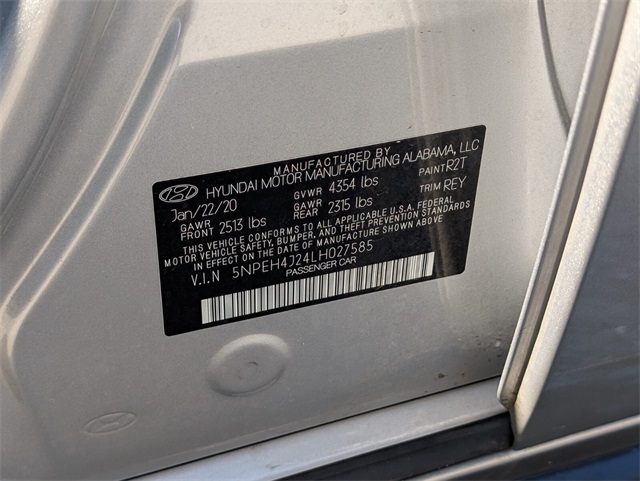 MANUFACTURED BY
HYUNDAI MOTOR MANUFACTURING ALABAMA, LLC
Jan/22/20 GVWR 4354 lbs PAINT R2T
GAWR FRONT 2513 lbs GAWR REAR 2315 lbs TRIM REY
THIS VEHICLE CONFORMS TO ALL APPLICABLE U.S.A. FEDERAL
MOTOR VEHICLE SAFETY, BUMPER, AND THEFT PREVENTION STANDARDS
IN EFFECT ON THE DATE OF MANUFACTURE SHOWN ABOVE.
V.I.N 5NPEH4J24LH027585
PASSENGER CAR